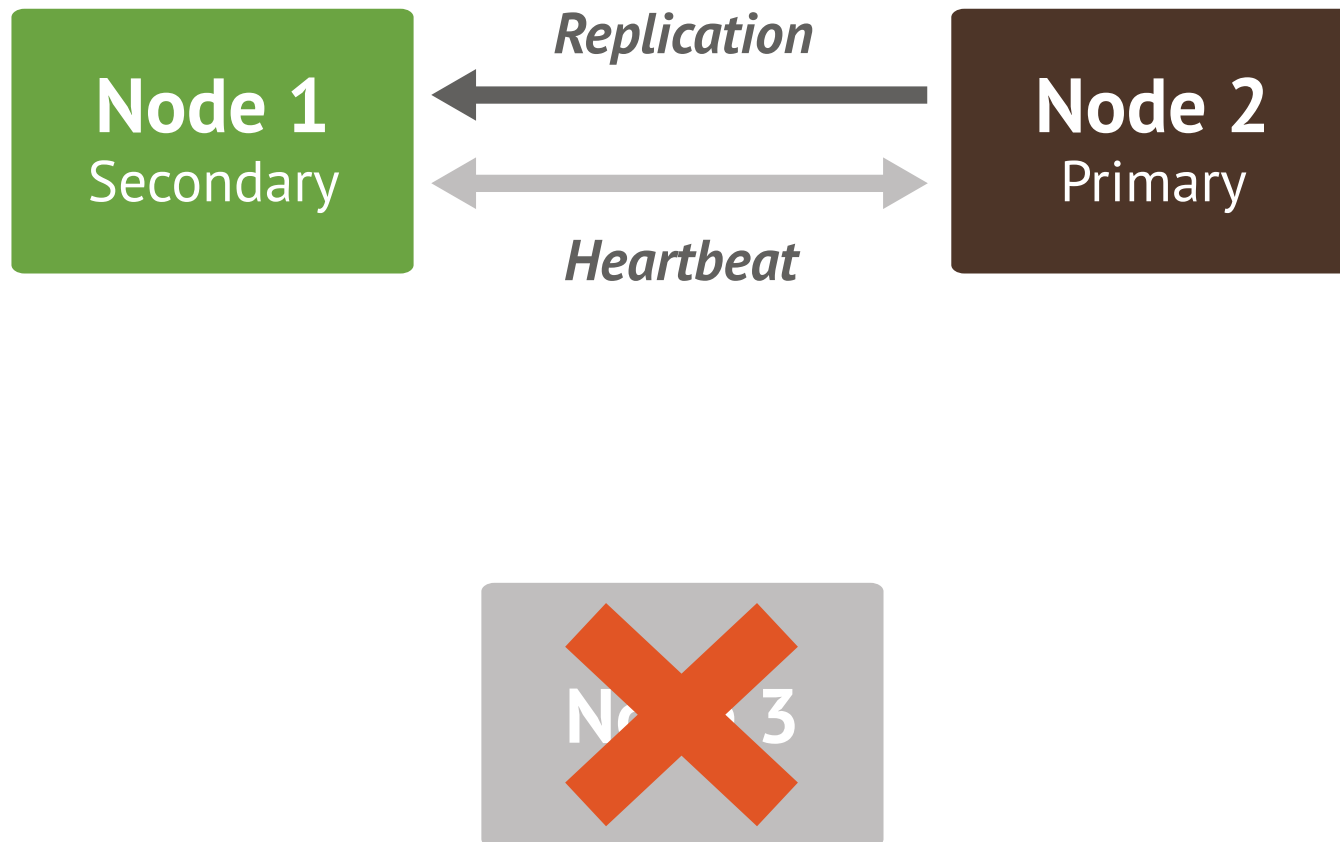 Replication
Node 1
Secondary
Node 2
Primary
Heartbeat
3